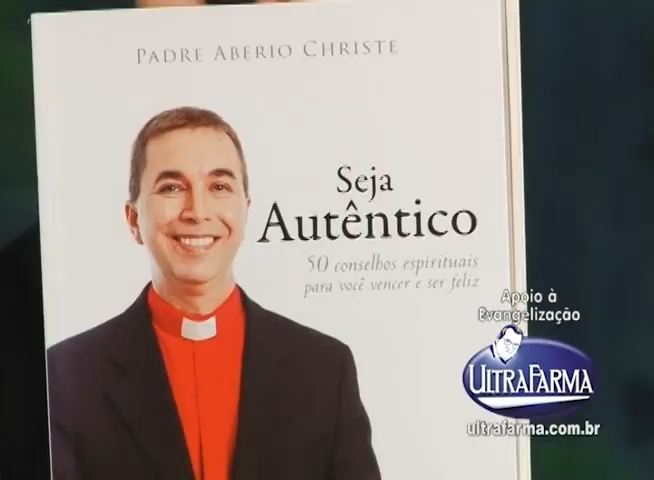 PADRE ABERIO CHRISTE
Seja
Autêntico
50 conselhos espirituais
para você vencer e ser feliz
Apoio à
Evangelização
ULTRAFARMA
ultrafarma.com.br